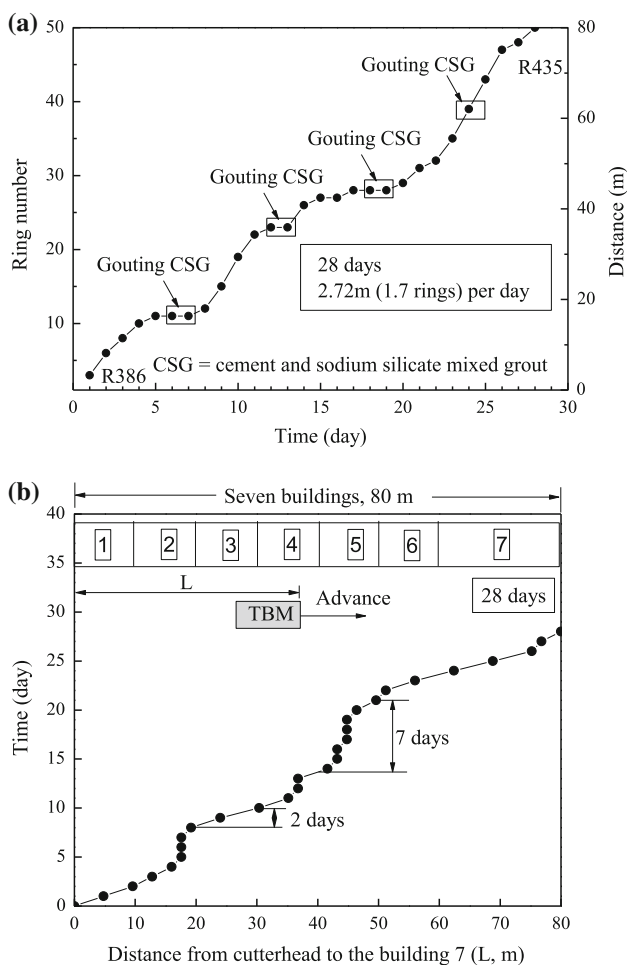 (a)
50
40
30
20
10
Ring number
80
60
40
20
0
Distance (m)
Gouting CSG
R435
Gouting CSG
Gouting CSG
Gouting CSG
28 days
2.72m (1.7 rings) per day
R386
CSG = cement and sodium silicate mixed grout
0 5 10 15 20 25 30
Time (day)
(b)
Seven buildings, 80 m
40
35
30
25
20
15
10
5
0
Time (day)
1 2 3 4 5 6 7
L
28 days
TBM Advance
7 days
2 days
0 10 20 30 40 50 60 70 80
Distance from cutterhead to the building 7 (L, m)